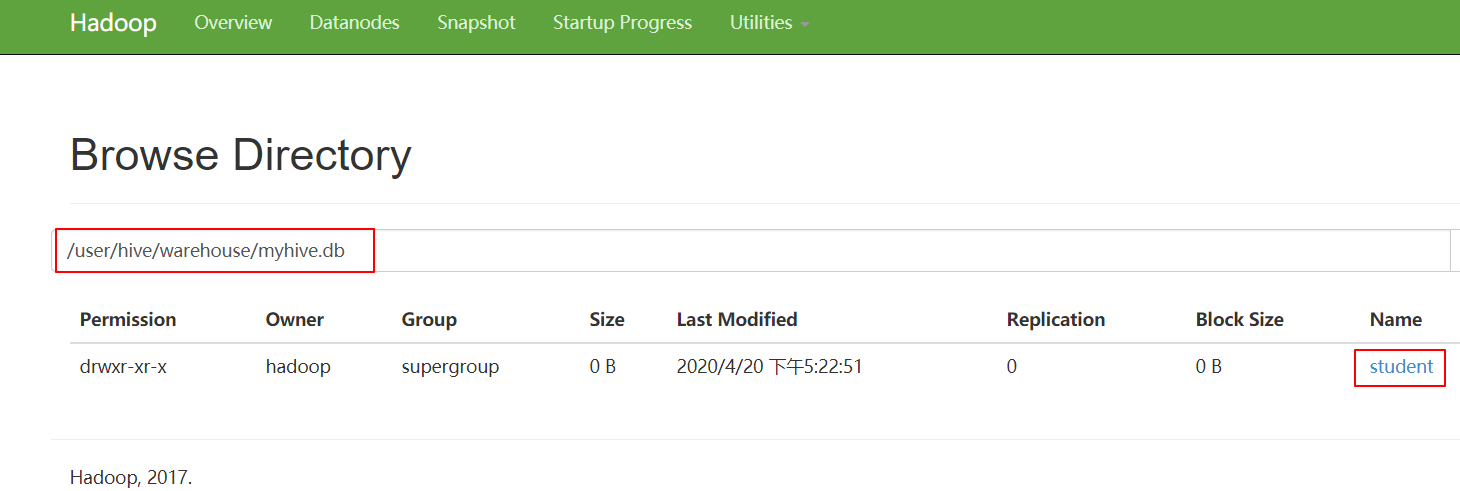 Hadoop Overview Datanodes Snapshot Startup Progress Utilities
Browse Directory
/user/hive/warehouse/myhive.db
Permission Owner Group Size Last Modified Replication Block Size Name
drwxr-xr-x hadoop supergroup 0 B 2020/4/20 下午5:22:51 0 0 B student
Hadoop, 2017.